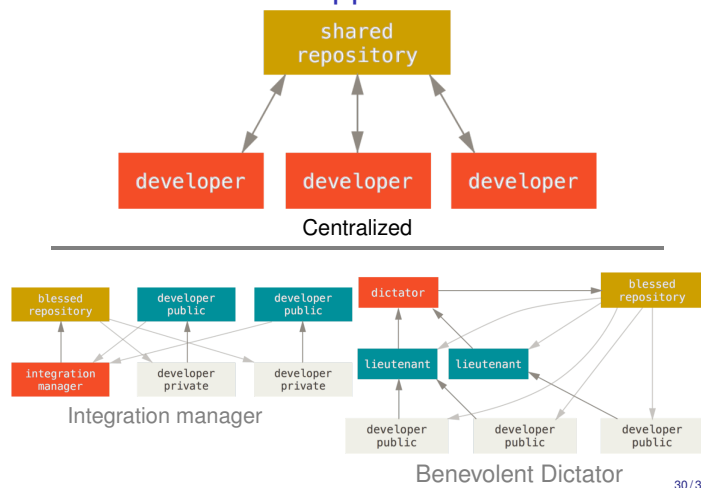 shared
repository
developer
developer
developer
Centralized
blessed
repository
developer
public
developer
public
integration
manager
developer
private
developer
private
Integration manager
dictator
blessed
repository
lieutenant
lieutenant
developer
public
developer
public
developer
public
Benevolent Dictator
30/3